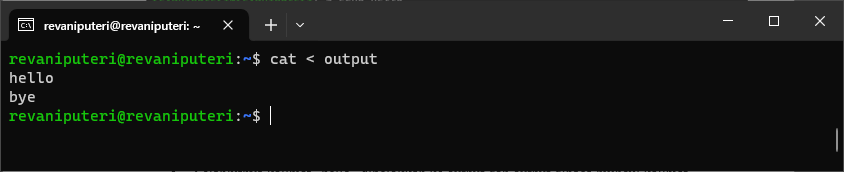 revaniputeri@revaniputeri: ~
revaniputeri@revaniputeri:~$ cat < output
hello
bye
revaniputeri@revaniputeri:~$